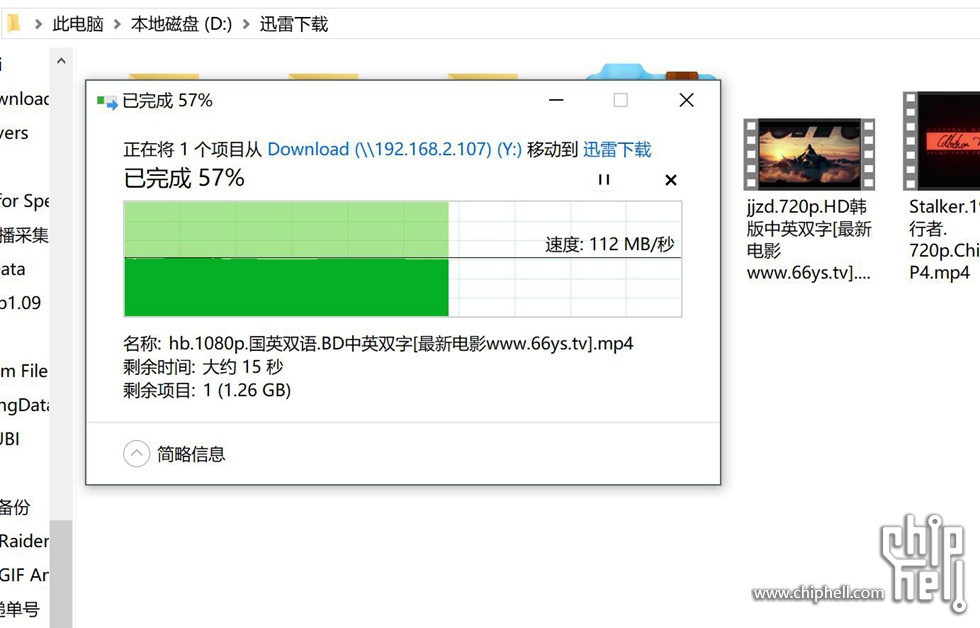 此电脑 > 本地磁盘 (D:) > 迅雷下载
已完成 57%
正在将 1 个项目从 Download (\\192.168.2.107) (Y:) 移动到 迅雷下载
已完成 57%
速度: 112 MB/秒
名称: hb.1080p.国英双语.BD中英双字[最新电影www.66ys.tv].mp4
剩余时间: 大约 15 秒
剩余项目: 1 (1.26 GB)
简略信息
jjzd.720p.HD韩
版中英双字[最新
电影
www.66ys.tv]....
Stalker.1
行者.
720p.Chi
P4.mp4
wnload
vers
for Spe
播采集
ata
p1.09
m File
ngData
UBI
备份
Raider
GIF An
单号
chip
hell
www.chiphell.com